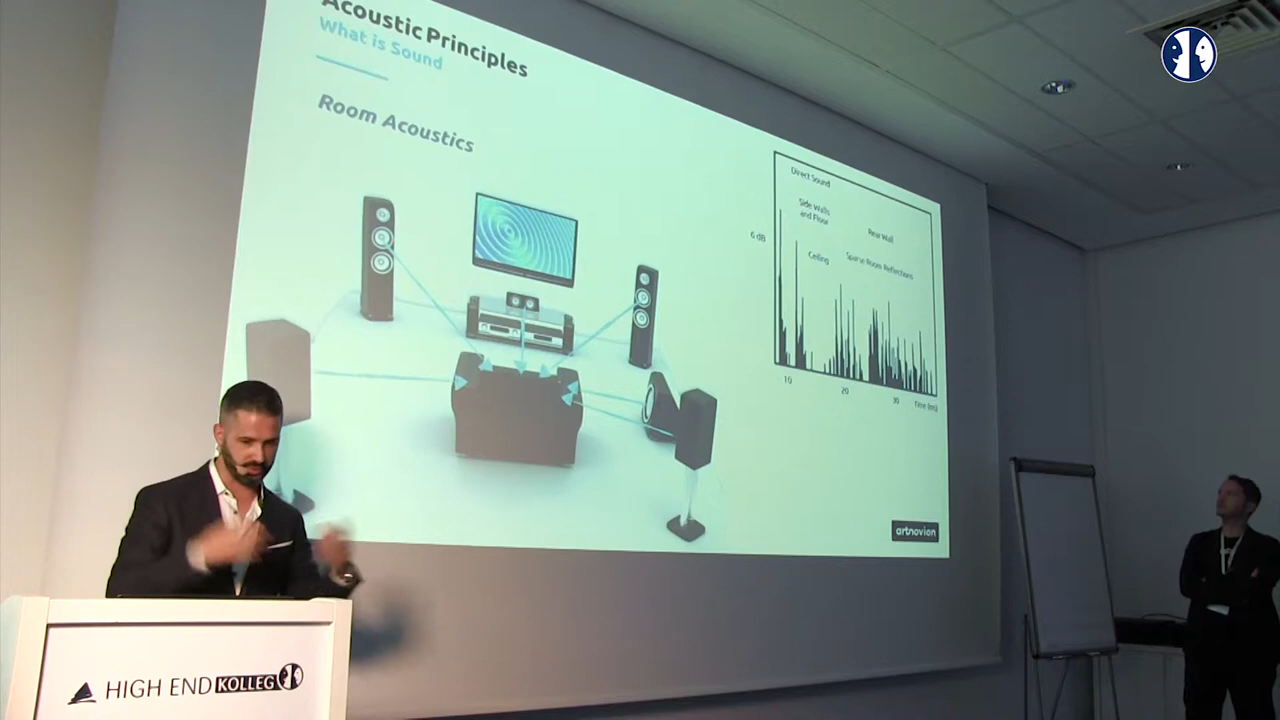 Acoustic Principles
What is Sound
Room Acoustics
Direct Sound
Side Walls
and Floor
Rear Wall
6 dB
Ceiling
Sparse Room Reflections
10
20
30
Time (ms)
artnovion
HIGH END KOLLEG